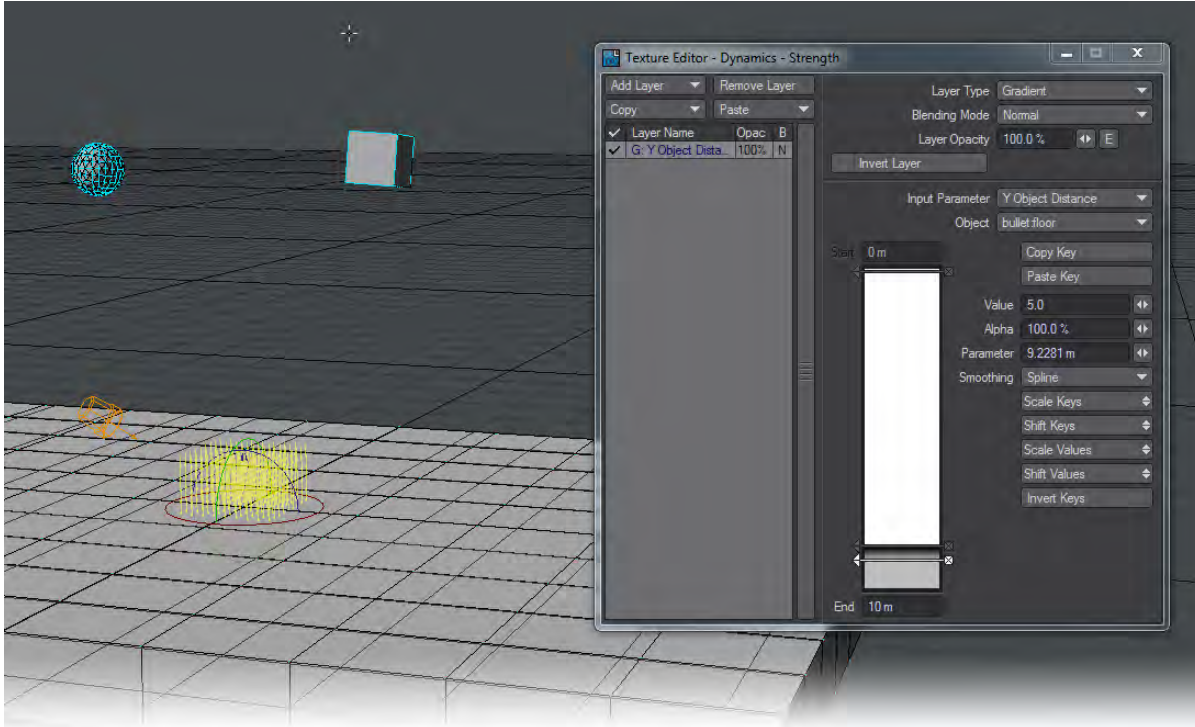 Texture Editor - Dynamics - Strength
Add Layer Remove Layer
Copy Paste
Layer Name Opac B
G: Y Object Dista... 100% N
Layer Type Gradient
Blending Mode Normal
Layer Opacity 100.0 % E
Invert Layer
Input Parameter Y Object Distance
Object bullet:floor
Start 0 m
Copy Key
Paste Key
Value 5.0
Alpha 100.0 %
Parameter 9.2281 m
Smoothing Spline
Scale Keys
Shift Keys
Scale Values
Shift Values
Invert Keys
End 10 m